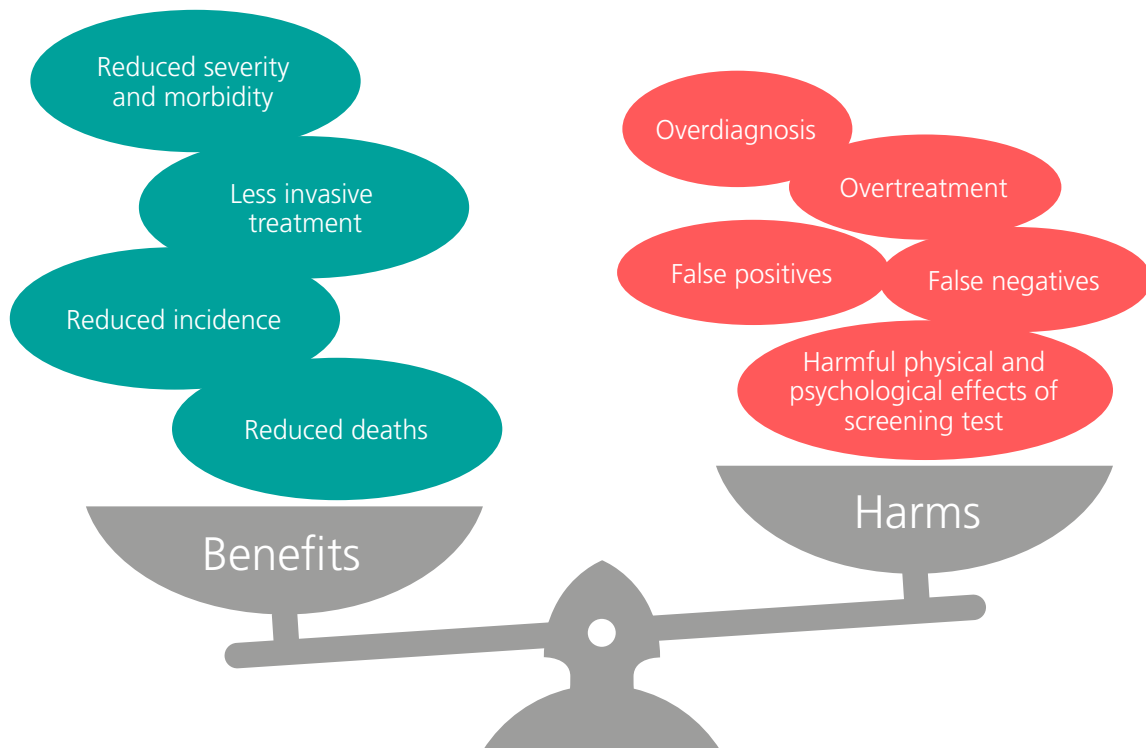 Reduced severity
and morbidity
Less invasive
treatment
Reduced incidence
Reduced deaths
Benefits
Overdiagnosis
Overtreatment
False positives
False negatives
Harmful physical and
psychological effects of
screening test
Harms